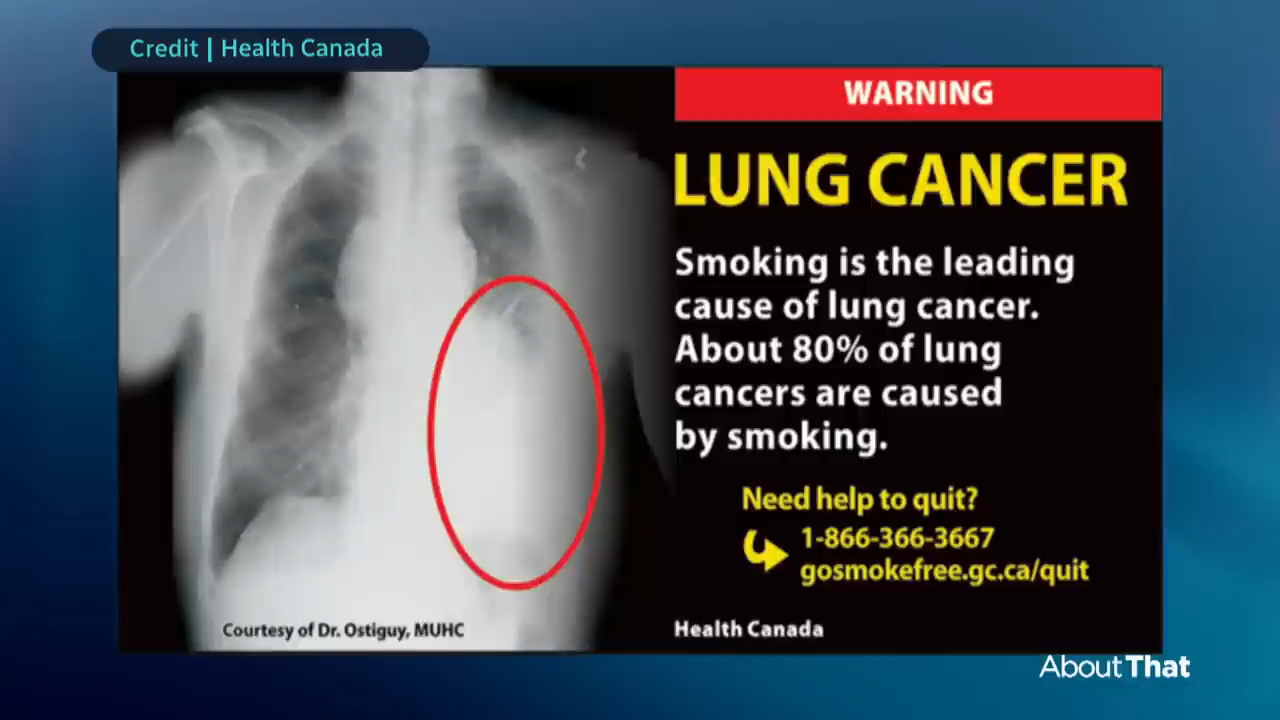 Credit | Health Canada
WARNING
LUNG CANCER
Smoking is the leading
cause of lung cancer.
About 80% of lung
cancers are caused
by smoking.
Need help to quit?
1-866-366-3667
gosmokefree.gc.ca/quit
Courtesy of Dr. Ostiguy, MUHC
Health Canada
About That